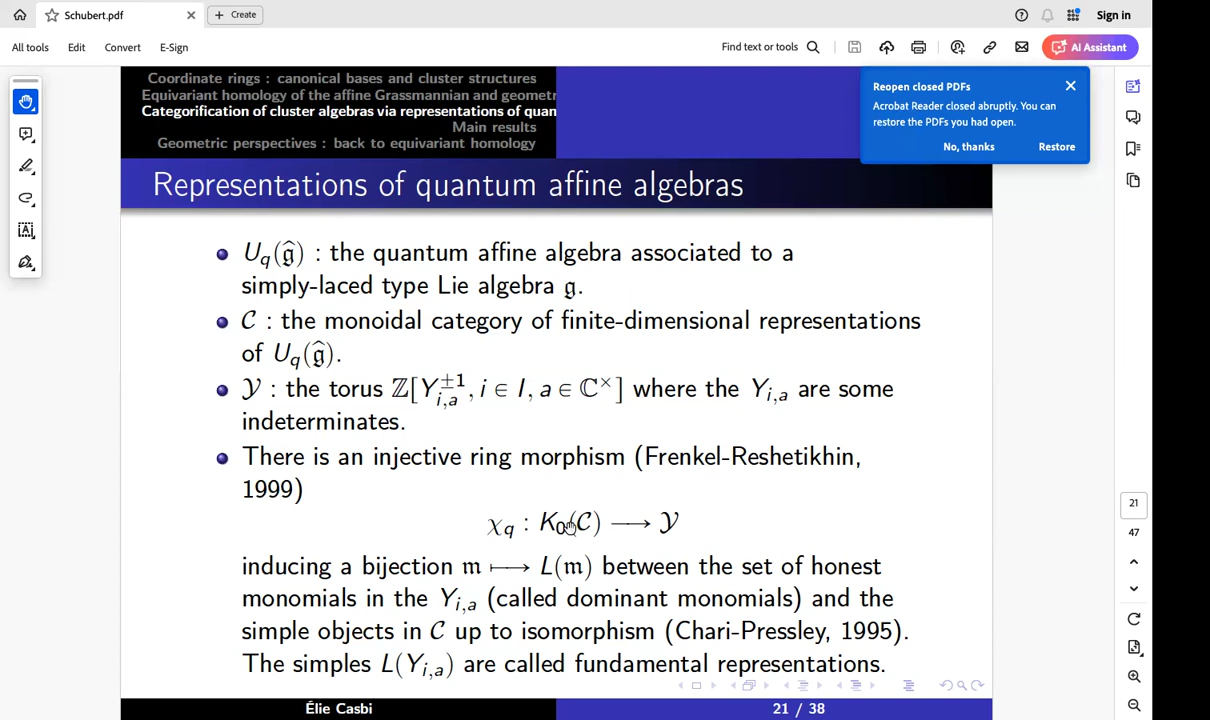 Schubert.pdf
Create
Sign in
All tools
Edit
Convert
E-Sign
Find text or tools
AI Assistant
Reopen closed PDFs
Acrobat Reader closed abruptly. You can
restore the PDFs you had open.
No, thanks
Restore
Coordinate rings : canonical bases and cluster structures
Equivariant homology of the affine Grassmannian and geometr
Categorification of cluster algebras via representations of quan
Main results
Geometric perspectives : back to equivariant homology
Representations of quantum affine algebras
U_q(𝔤̂) : the quantum affine algebra associated to a
simply-laced type Lie algebra 𝔤.
𝒞 : the monoidal category of finite-dimensional representations
of U_q(𝔤̂).
𝒴 : the torus ℤ[Y_{i,a}^{±1}, i ∈ I, a ∈ ℂ^×] where the Y_{i,a} are some
indeterminates.
There is an injective ring morphism (Frenkel-Reshetikhin,
1999)
χ_q : K_0(𝒞) ⟶ 𝒴
inducing a bijection 𝔪 ⟼ L(𝔪) between the set of honest
monomials in the Y_{i,a} (called dominant monomials) and the
simple objects in 𝒞 up to isomorphism (Chari-Pressley, 1995).
The simples L(Y_{i,a}) are called fundamental representations.
Élie Casbi
21 / 38
21
47